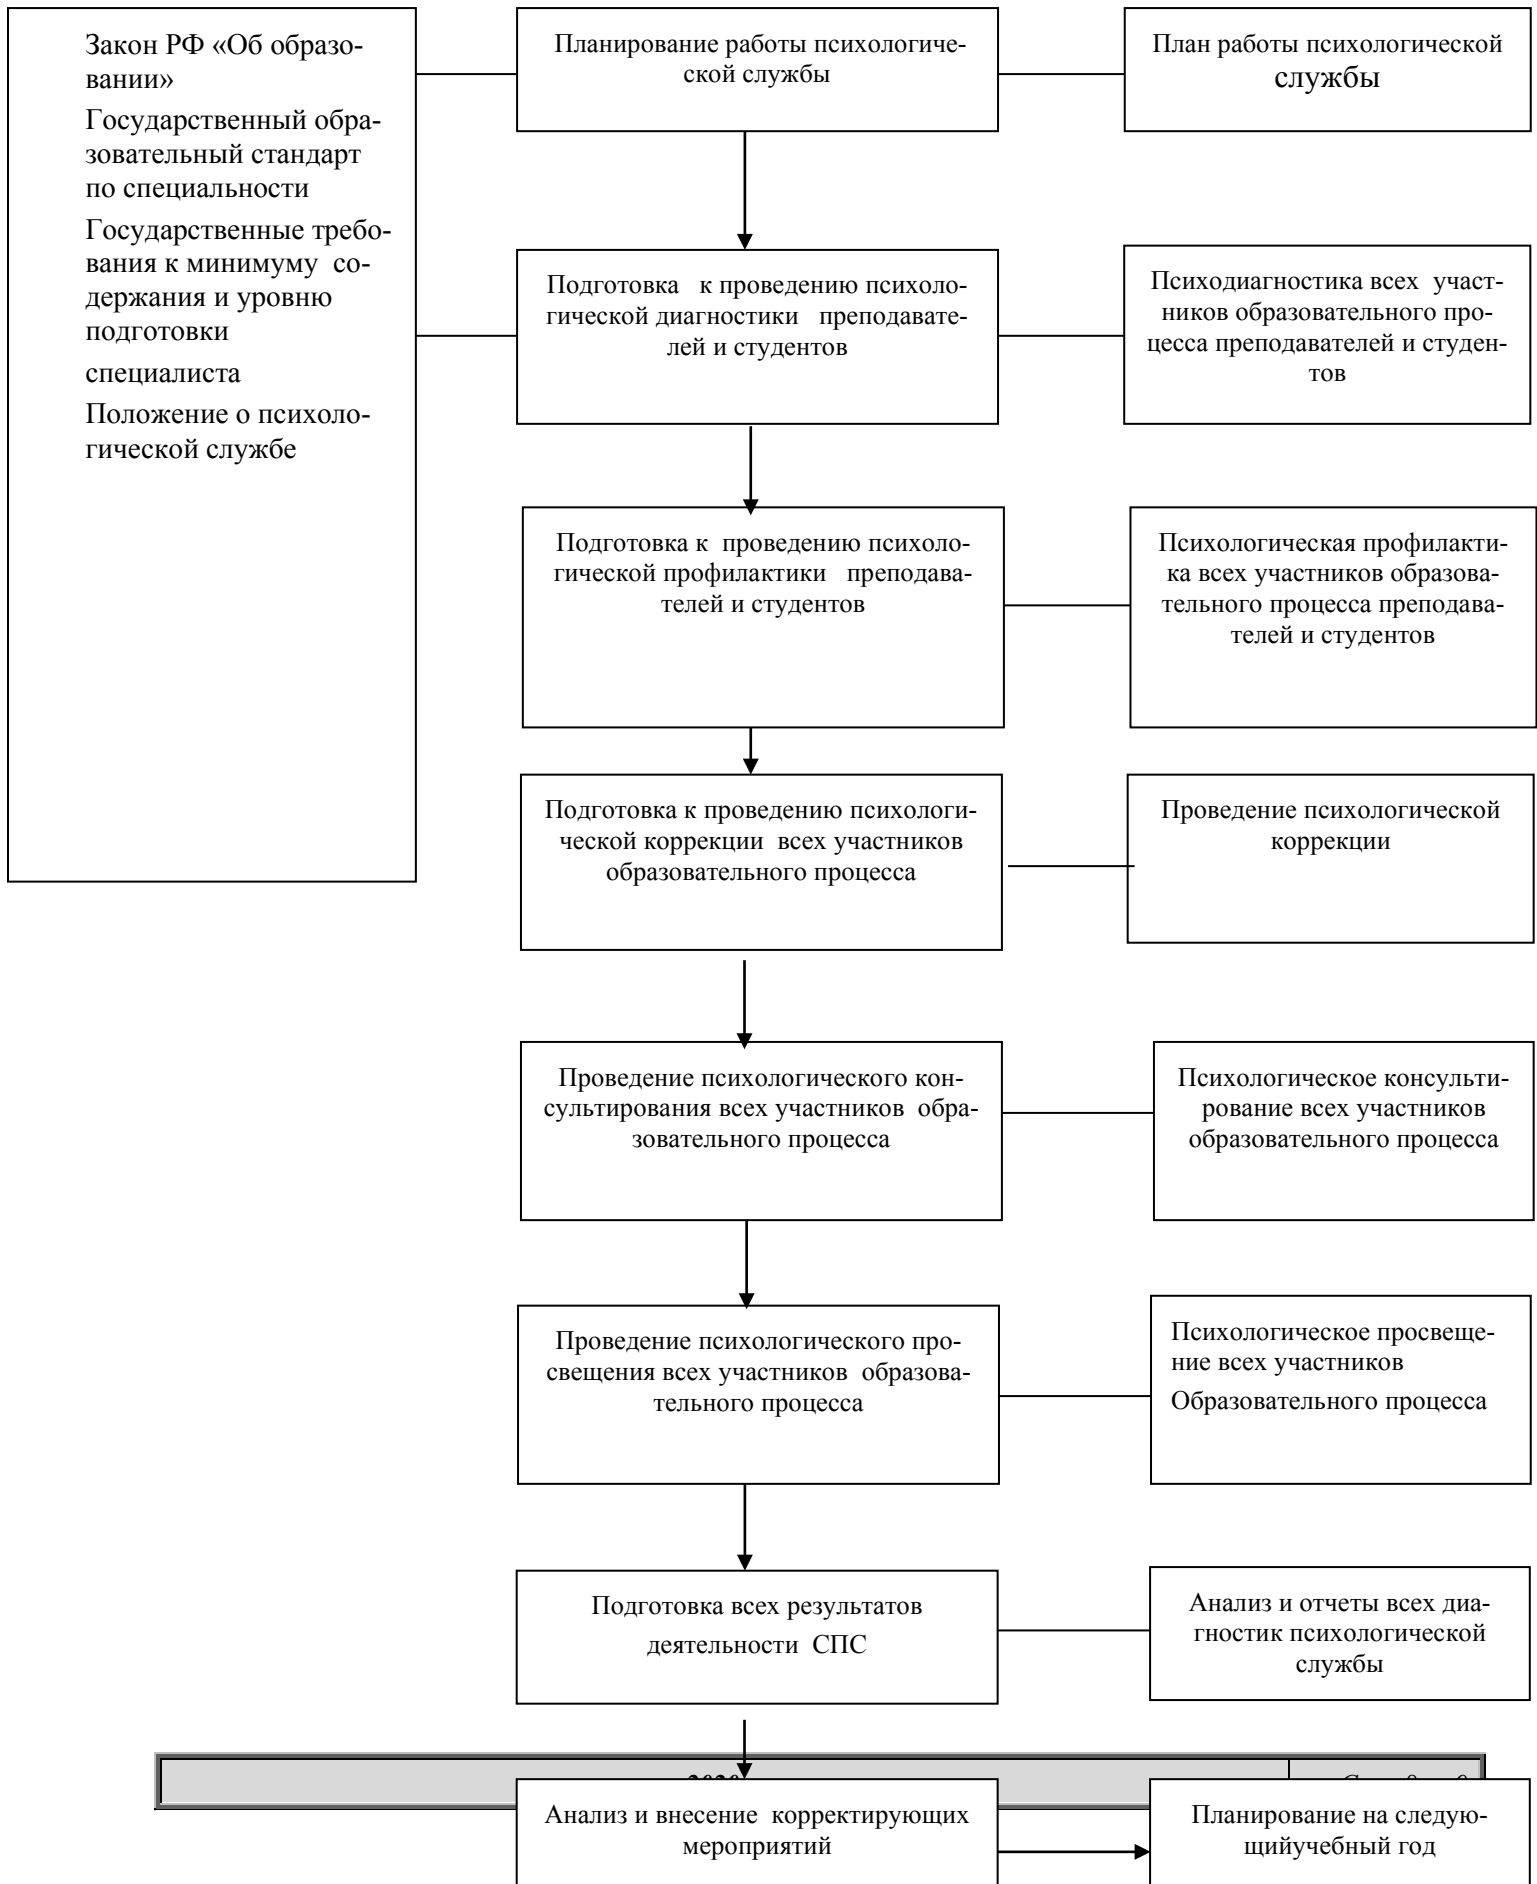 Закон РФ «Об образо-
вании»
Государственный обра-
зовательный стандарт
по специальности
Государственные требо-
вания к минимуму со-
держания и уровню
подготовки
специалиста
Положение о психоло-
гической службе
Планирование работы психологиче-
ской службы
План работы психологической
службы
Подготовка к проведению психоло-
гической диагностики преподавате-
лей и студентов
Психодиагностика всех участ-
ников образовательного про-
цесса преподавателей и студен-
тов
Подготовка к проведению психоло-
гической профилактики преподава-
телей и студентов
Психологическая профилакти-
ка всех участников образова-
тельного процесса преподава-
телей и студентов
Подготовка к проведению психологи-
ческой коррекции всех участников
образовательного процесса
Проведение психологической
коррекции
Проведение психологического кон-
сультирования всех участников обра-
зовательного процесса
Психологическое консульти-
рование всех участников
образовательного процесса
Проведение психологического про-
свещения всех участников образова-
тельного процесса
Психологическое просвеще-
ние всех участников
Образовательного процесса
Подготовка всех результатов
деятельности СПС
Анализ и отчеты всех диа-
гностик психологической
службы
Анализ и внесение корректирующих
мероприятий
Планирование на следую-
щийучебный год